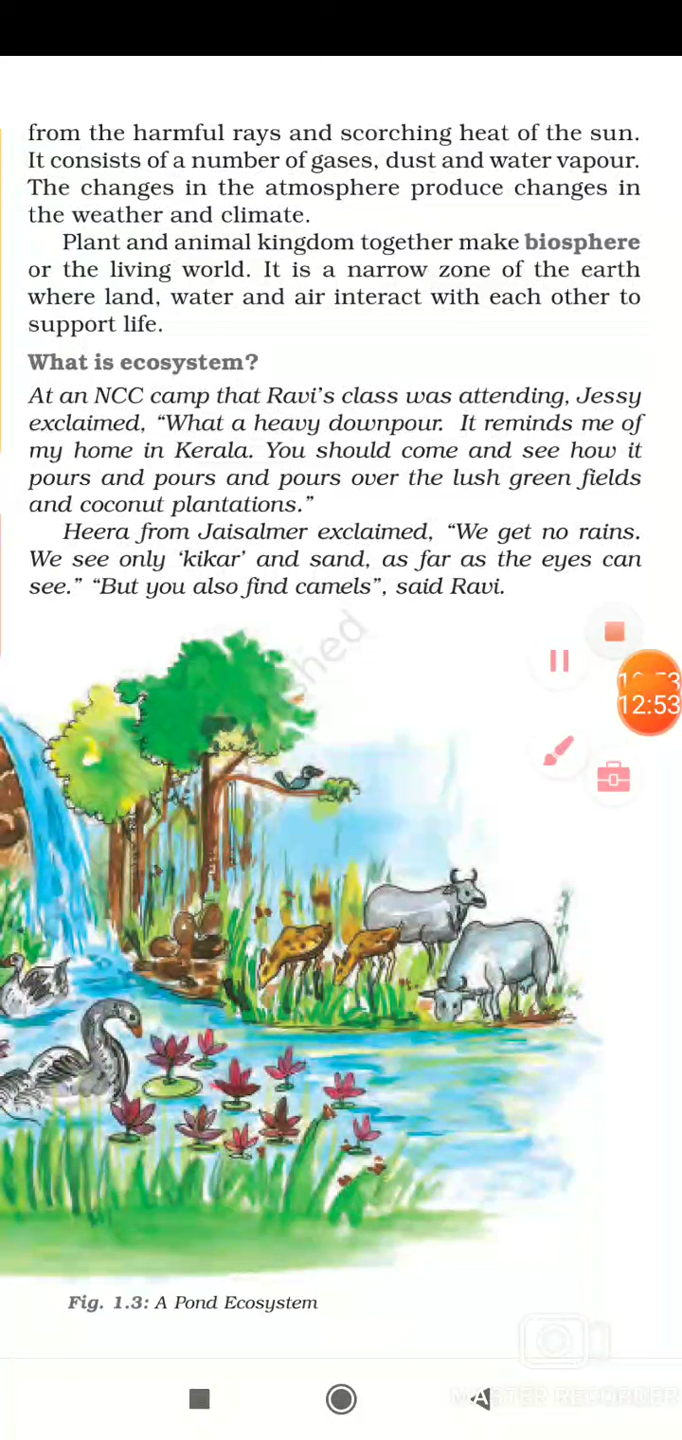 from the harmful rays and scorching heat of the sun.
It consists of a number of gases, dust and water vapour.
The changes in the atmosphere produce changes in
the weather and climate.
Plant and animal kingdom together make biosphere
or the living world. It is a narrow zone of the earth
where land, water and air interact with each other to
support life.
What is ecosystem?
At an NCC camp that Ravi's class was attending, Jessy
exclaimed, “What a heavy downpour. It reminds me of
my home in Kerala. You should come and see how it
pours and pours and pours over the lush green fields
and coconut plantations.”
Heera from Jaisalmer exclaimed, “We get no rains.
We see only ‘kikar’ and sand, as far as the eyes can
see.” “But you also find camels”, said Ravi.
12:53
Fig. 1.3: A Pond Ecosystem
MASTER RECORDER